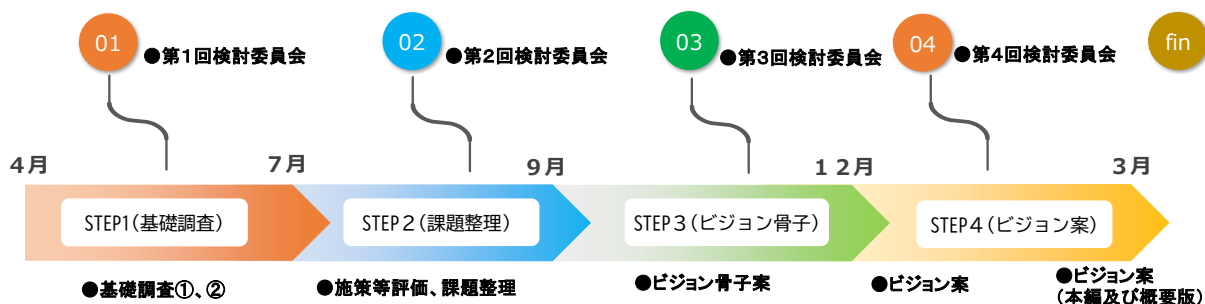 01
●第1回検討委員会
02
●第2回検討委員会
03
●第3回検討委員会
04
●第4回検討委員会
fin
4月
7月
9月
12月
3月
STEP1(基礎調査)
STEP2(課題整理)
STEP3(ビジョン骨子)
STEP4(ビジョン案)
●基礎調査①、②
●施策等評価、課題整理
●ビジョン骨子案
●ビジョン案
●ビジョン案
(本編及び概要版)